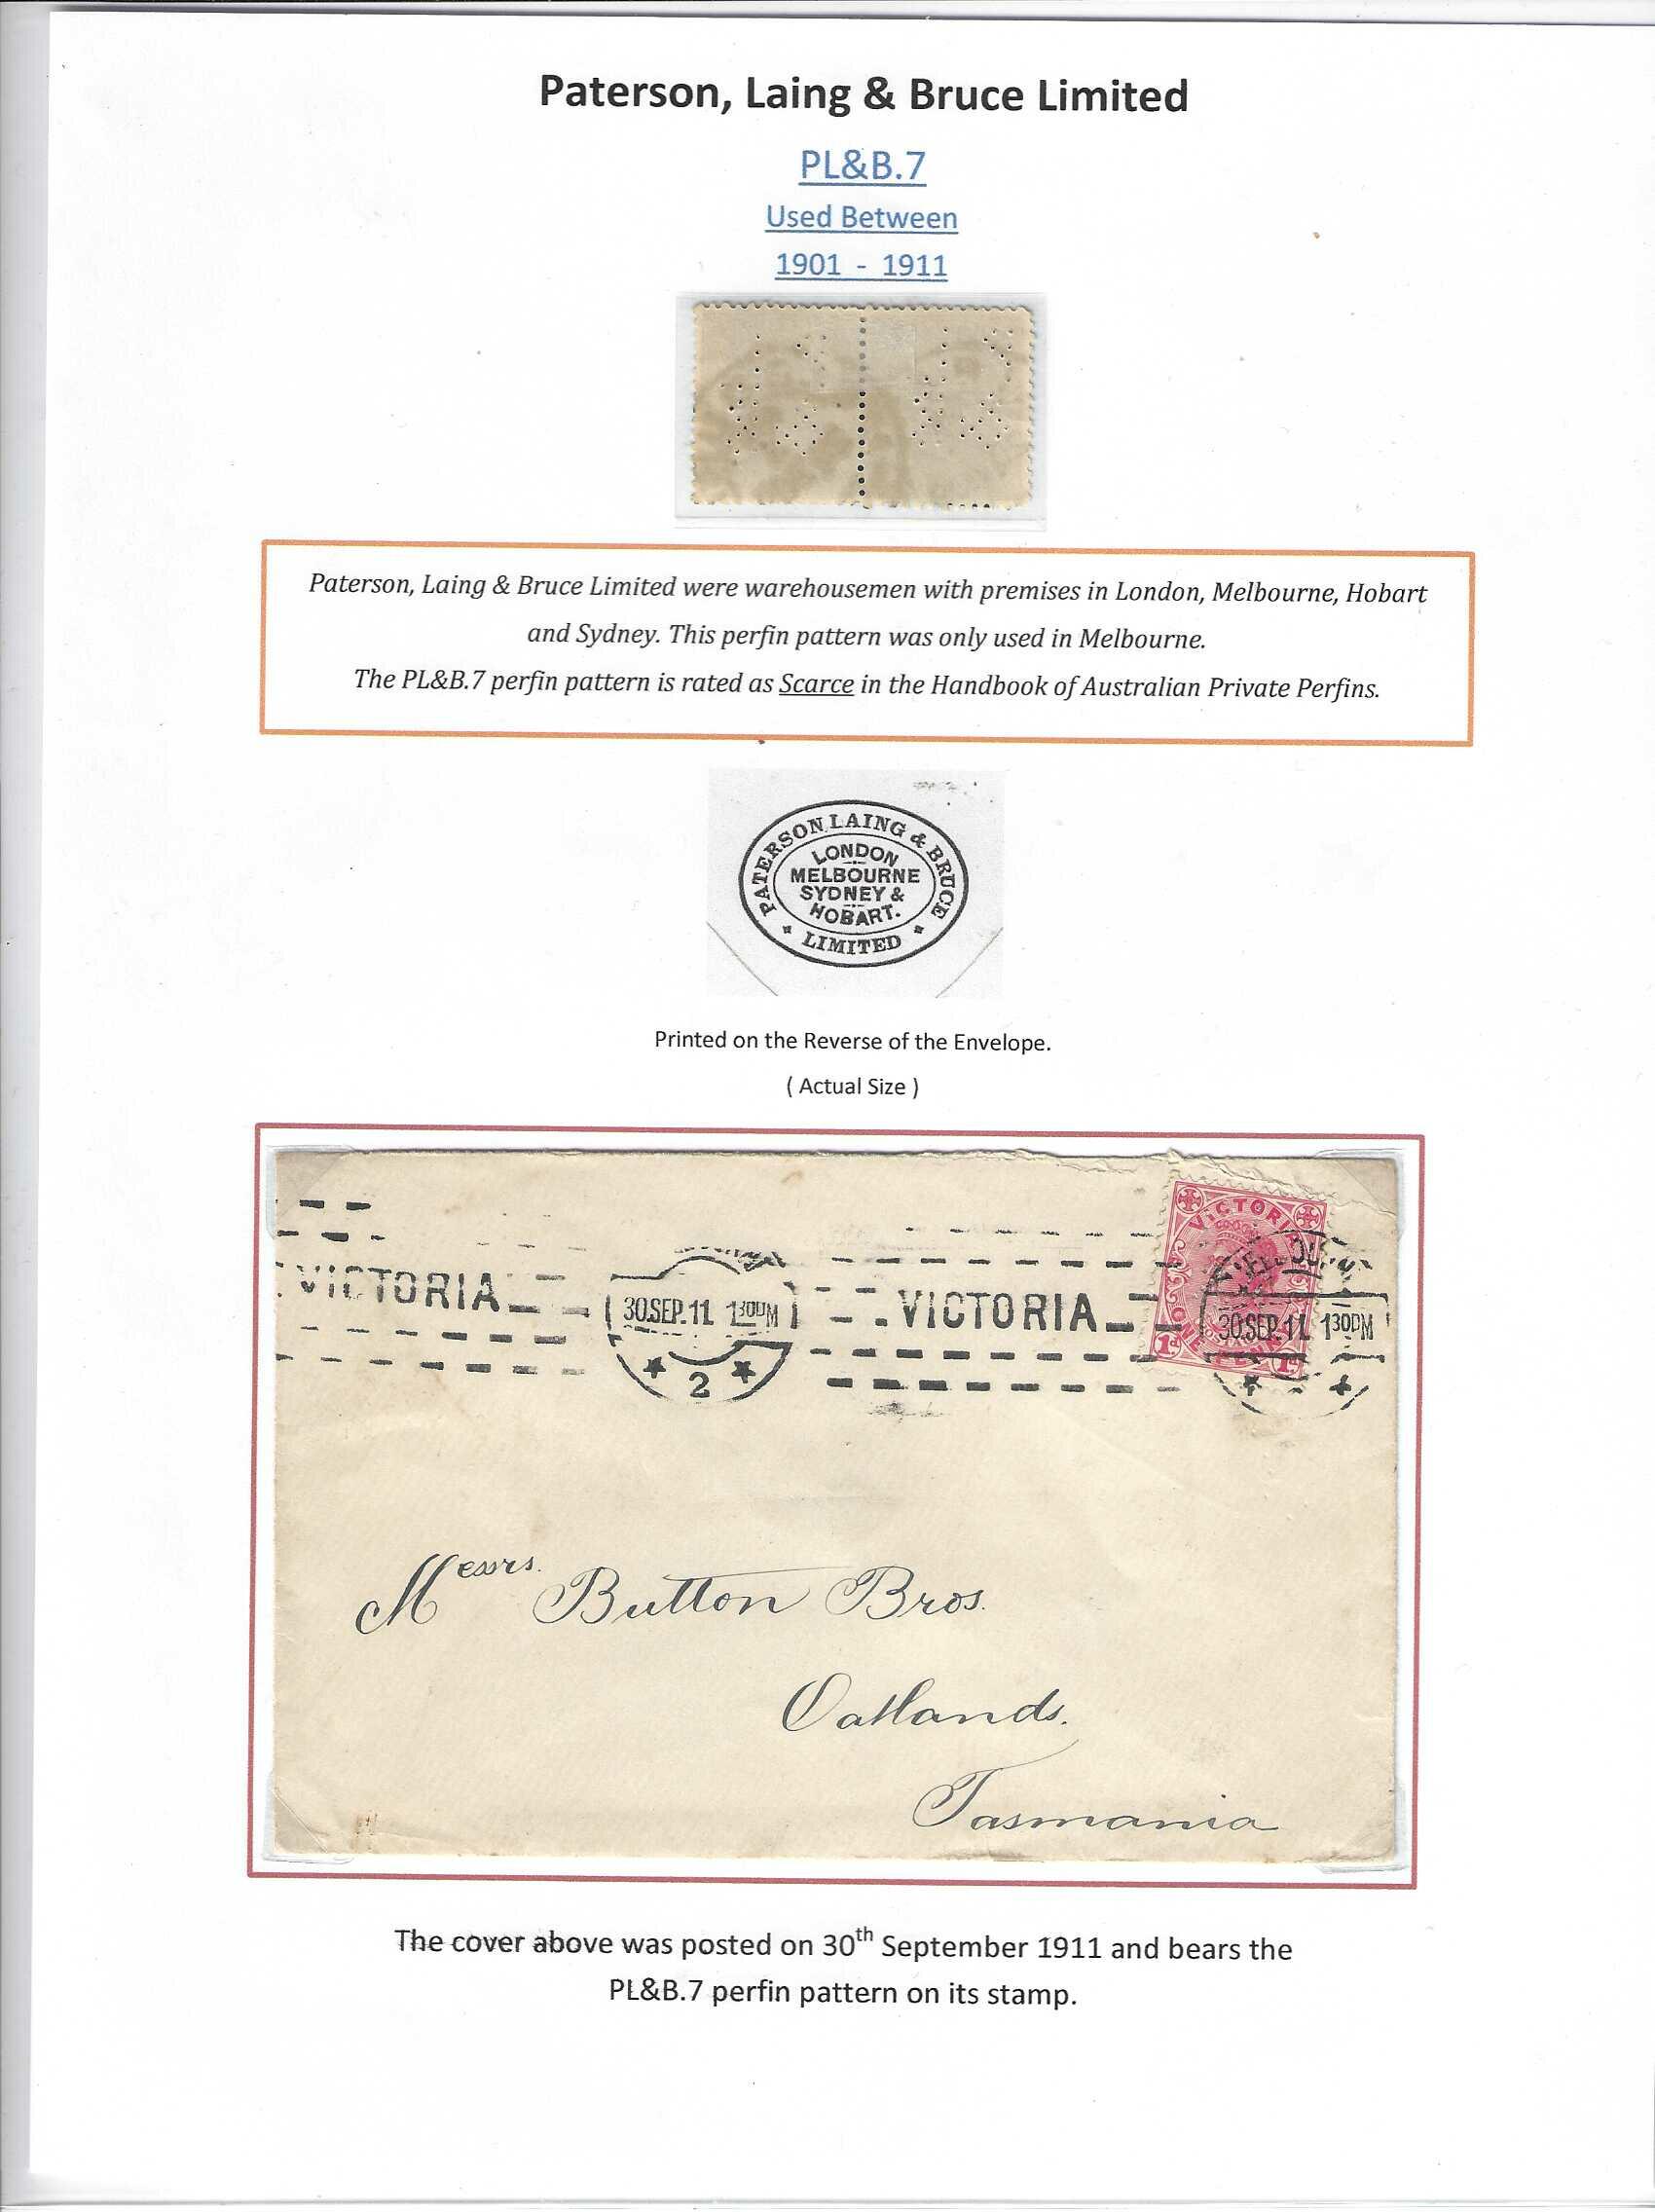 Paterson, Laing & Bruce Limited
PL&B.7
Used Between
1901 - 1911
Paterson, Laing & Bruce Limited were warehousemen with premises in London, Melbourne, Hobart
and Sydney. This perfin pattern was only used in Melbourne.
The PL&B.7 perfin pattern is rated as Scarce in the Handbook of Australian Private Perfins.
PATERSON, LAING & BRUCE
LONDON
MELBOURNE
SYDNEY &
HOBART.
LIMITED
Printed on the Reverse of the Envelope.
( Actual Size )
VICTORIA
30.SEP.11 1 30PM
2
VICTORIA
VICTORIA
30.SEP.11 1 30PM
1d ONE PENNY 1d
Messrs. Button Bros.
Oatlands.
Tasmania
The cover above was posted on 30th September 1911 and bears the
PL&B.7 perfin pattern on its stamp.